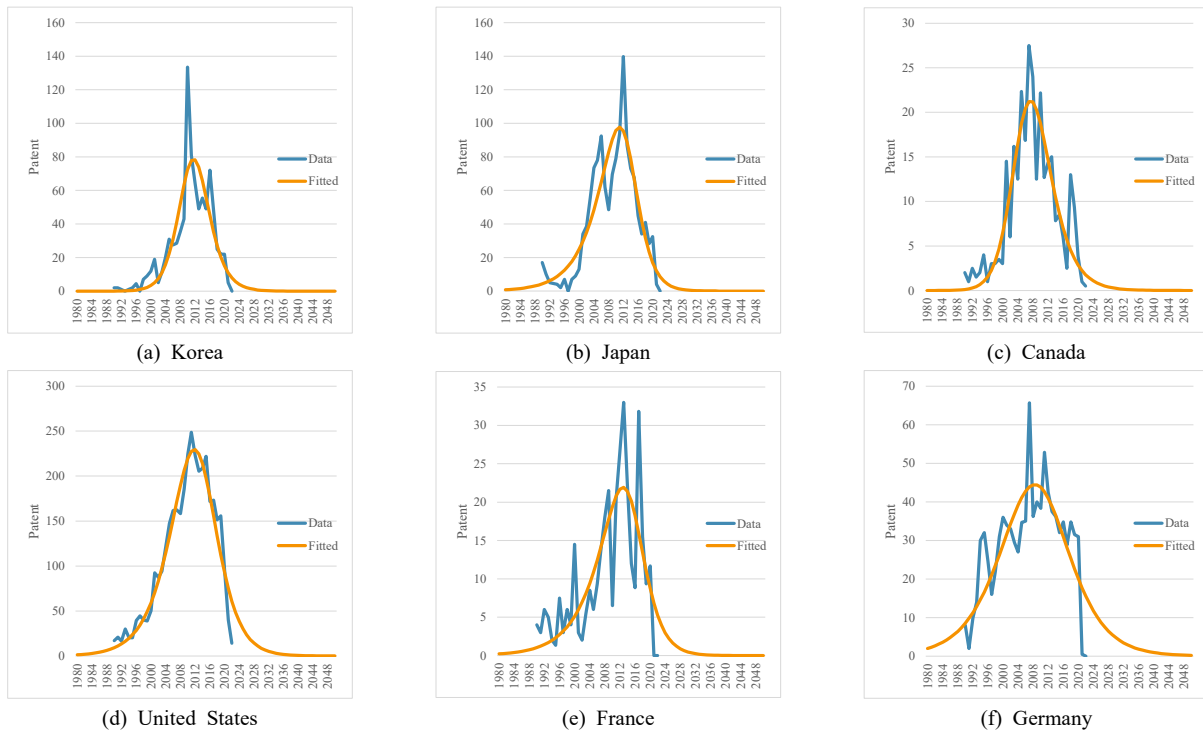 160
140
120
100
80
60
40
20
0
Patent
Data
Fitted
1980 1984 1988 1992 1996 2000 2004 2008 2012 2016 2020 2024 2028 2032 2036 2040 2044 2048
(a) Korea
160
140
120
100
80
60
40
20
0
Patent
Data
Fitted
1980 1984 1988 1992 1996 2000 2004 2008 2012 2016 2020 2024 2028 2032 2036 2040 2044 2048
(b) Japan
30
25
20
15
10
5
0
Patent
Data
Fitted
1980 1984 1988 1992 1996 2000 2004 2008 2012 2016 2020 2024 2028 2032 2036 2040 2044 2048
(c) Canada
300
250
200
150
100
50
0
Patent
Data
Fitted
1980 1984 1988 1992 1996 2000 2004 2008 2012 2016 2020 2024 2028 2032 2036 2040 2044 2048
(d) United States
35
30
25
20
15
10
5
0
Patent
Data
Fitted
1980 1984 1988 1992 1996 2000 2004 2008 2012 2016 2020 2024 2028 2032 2036 2040 2044 2048
(e) France
70
60
50
40
30
20
10
0
Patent
Data
Fitted
1980 1984 1988 1992 1996 2000 2004 2008 2012 2016 2020 2024 2028 2032 2036 2040 2044 2048
(f) Germany